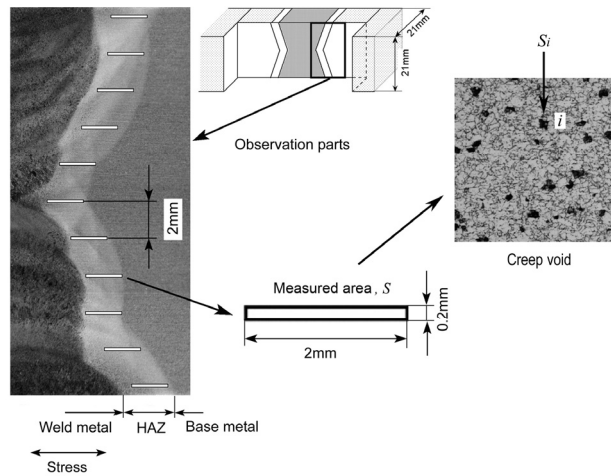 21mm
21mm
Si
i
Observation parts
2mm
Creep void
Measured area , S
0.2mm
2mm
Weld metal
HAZ
Base metal
Stress